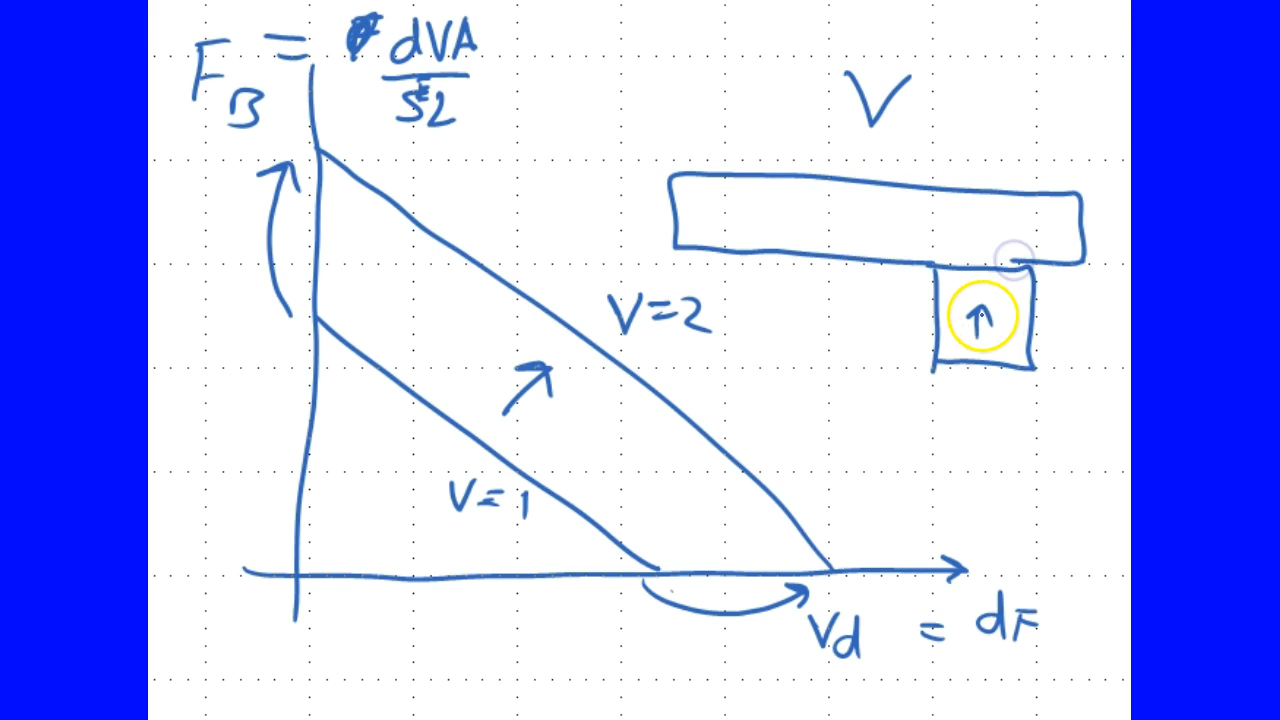 F_B = dVA
S2
V
V=2
V=1
Vd = dF